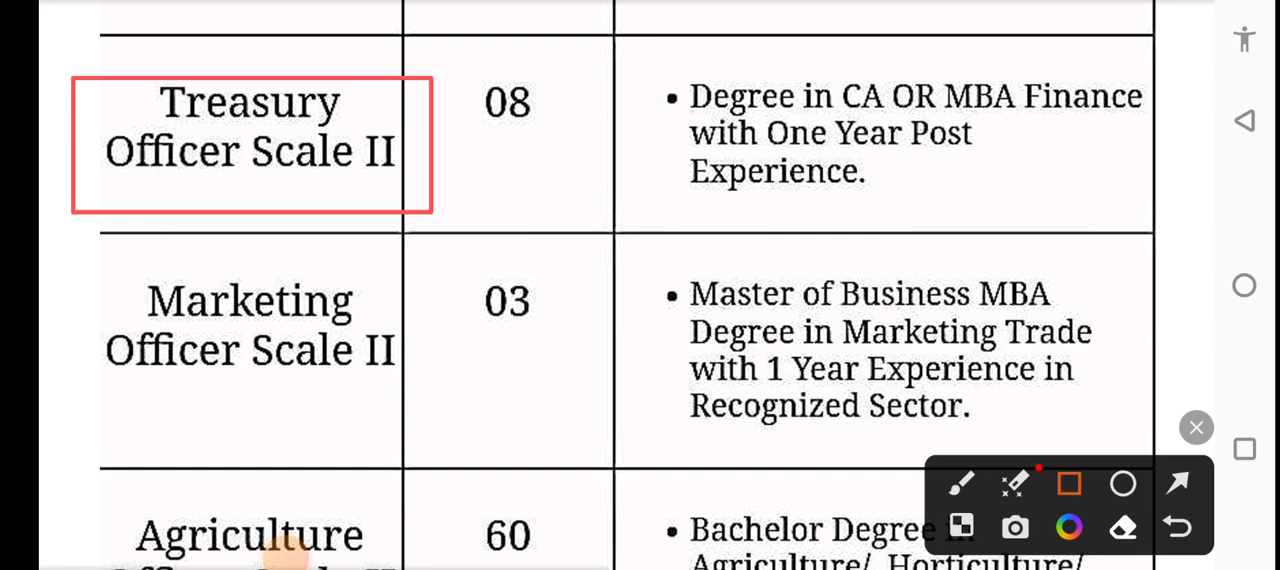 Treasury
Officer Scale II
08
• Degree in CA OR MBA Finance
with One Year Post
Experience.
Marketing
Officer Scale II
03
• Master of Business MBA
Degree in Marketing Trade
with 1 Year Experience in
Recognized Sector.
Agriculture
60
• Bachelor Degree
Agriculture/ Horticulture/